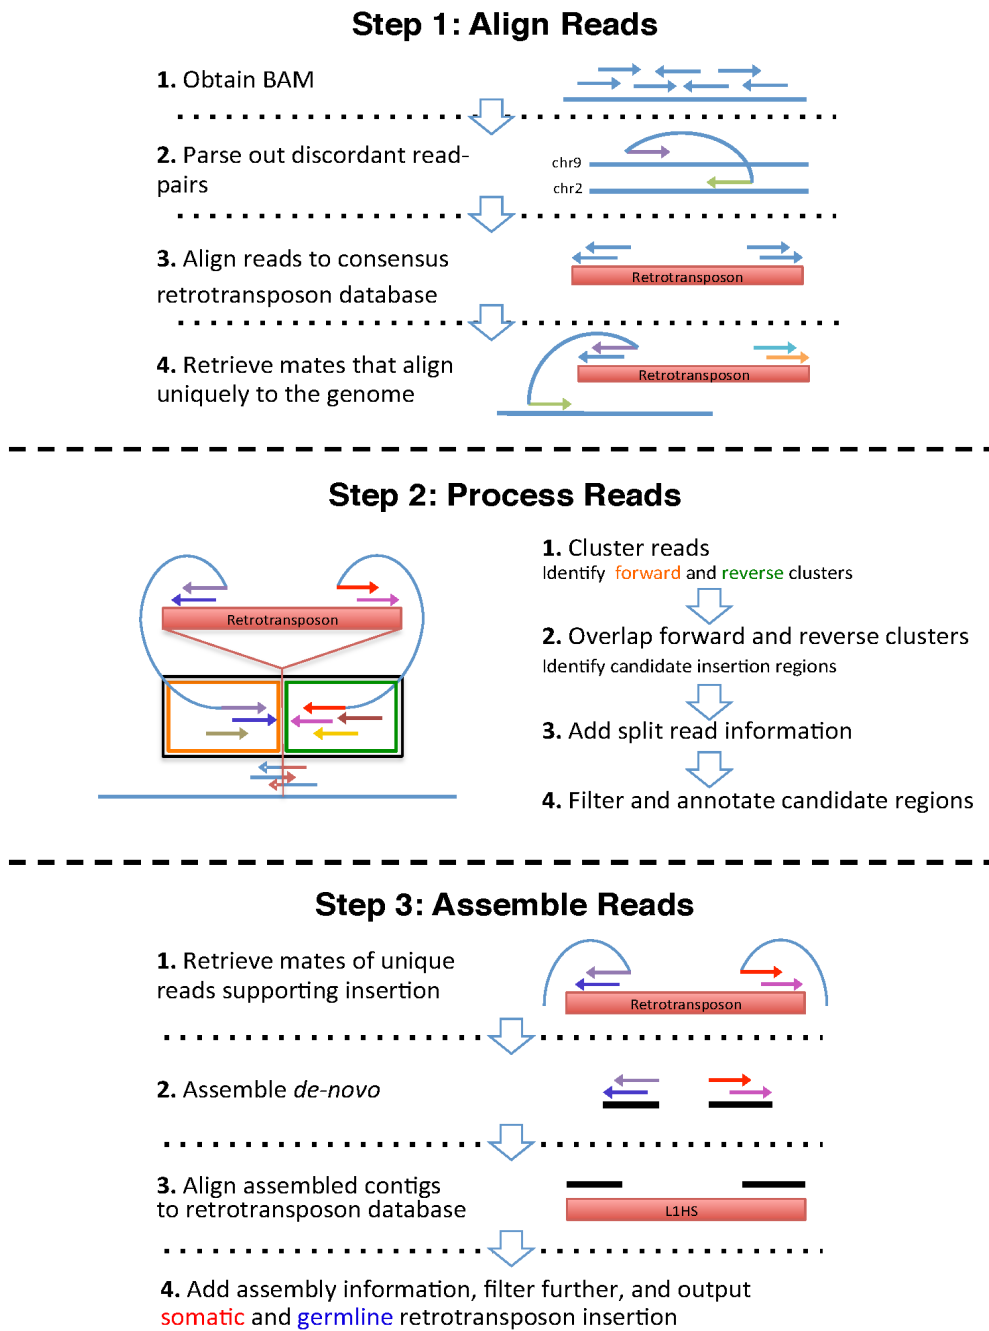 Step 1: Align Reads
1. Obtain BAM
2. Parse out discordant read-
pairs
chr9
chr2
3. Align reads to consensus
retrotransposon database
Retrotransposon
4. Retrieve mates that align
uniquely to the genome
Retrotransposon
Step 2: Process Reads
Retrotransposon
1. Cluster reads
Identify forward and reverse clusters
2. Overlap forward and reverse clusters
Identify candidate insertion regions
3. Add split read information
4. Filter and annotate candidate regions
Step 3: Assemble Reads
1. Retrieve mates of unique
reads supporting insertion
Retrotransposon
2. Assemble de-novo
3. Align assembled contigs
to retrotransposon database
L1HS
4. Add assembly information, filter further, and output
somatic and germline retrotransposon insertion